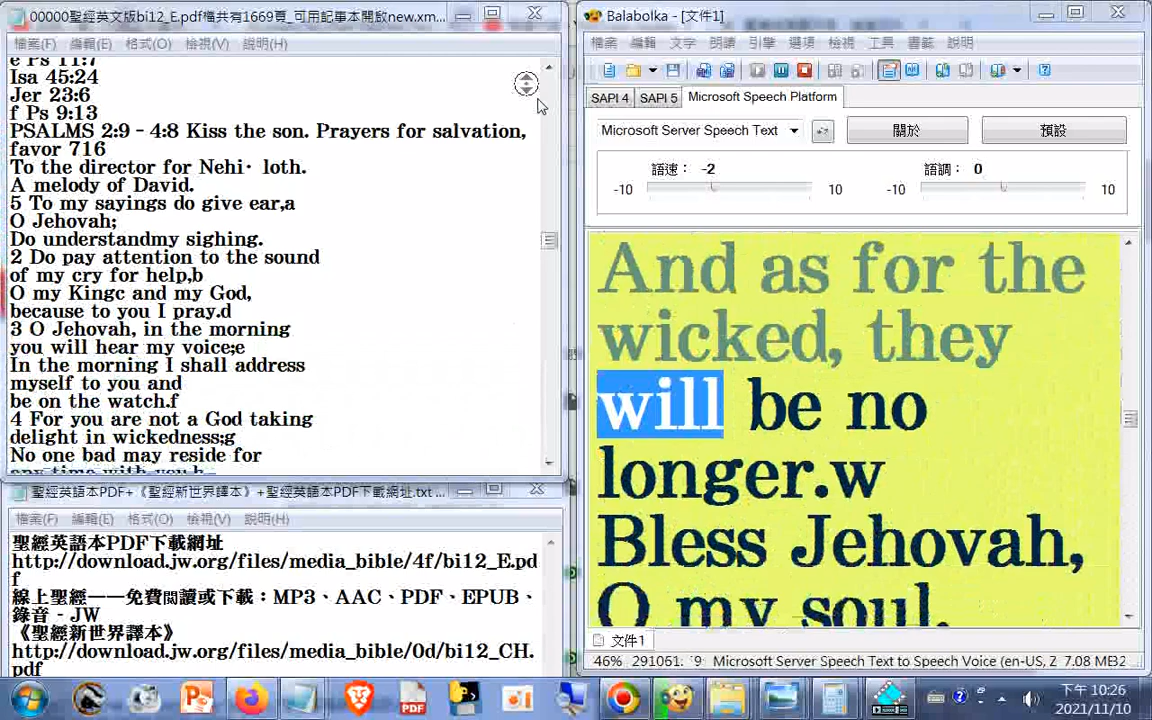 00000聖經英文版bi12_E.pdf檔共有1669頁_可用記事本開啟new.xm...
檔案(F) 編輯(E) 格式(O) 檢視(V) 說明(H)
e Ps 11:7
Isa 45:24
Jer 23:6
f Ps 9:13
PSALMS 2:9 - 4:8 Kiss the son. Prayers for salvation,
favor 716
To the director for Nehi· loth.
A melody of David.
5 To my sayings do give ear,a
O Jehovah;
Do understandmy sighing.
2 Do pay attention to the sound
of my cry for help,b
O my Kingc and my God,
because to you I pray.d
3 O Jehovah, in the morning
you will hear my voice;e
In the morning I shall address
myself to you and
be on the watch.f
4 For you are not a God taking
delight in wickedness;g
No one bad may reside for
any time with you.h
聖經英語本PDF+《聖經新世界譯本》+聖經英語本PDF下載網址.txt ...
檔案(F) 編輯(E) 格式(O) 檢視(V) 說明(H)
聖經英語本PDF下載網址
http://download.jw.org/files/media_bible/4f/bi12_E.pd
f
線上聖經——免費閱讀或下載：MP3、AAC、PDF、EPUB、
錄音 - JW
《聖經新世界譯本》
http://download.jw.org/files/media_bible/0d/bi12_CH.
pdf
Balabolka - [文件1]
檔案 編輯 文字 朗讀 引擎 選項 檢視 工具 書籤 說明
SAPI 4 SAPI 5 Microsoft Speech Platform
Microsoft Server Speech Text 關於 預設
語速： -2 語調： 0
-10 10 -10 10
And as for the
wicked, they
will be no
longer.w
Bless Jehovah,
O my soul.
文件1
46% Microsoft Server Speech Text to Speech Voice (en-US, Z 7.08 MB
下午 10:26
2021/11/10